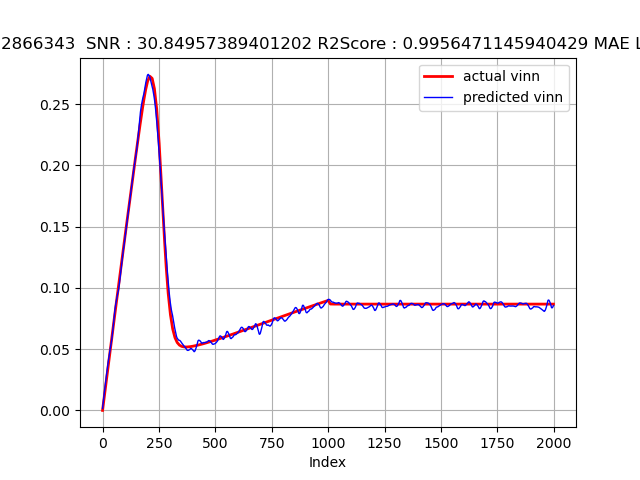 2866343 SNR : 30.84957389401202 R2Score : 0.9956471145940429 MAE L
actual vinn
predicted vinn
0.25
0.20
0.15
0.10
0.05
0.00
0 250 500 750 1000 1250 1500 1750 2000
Index